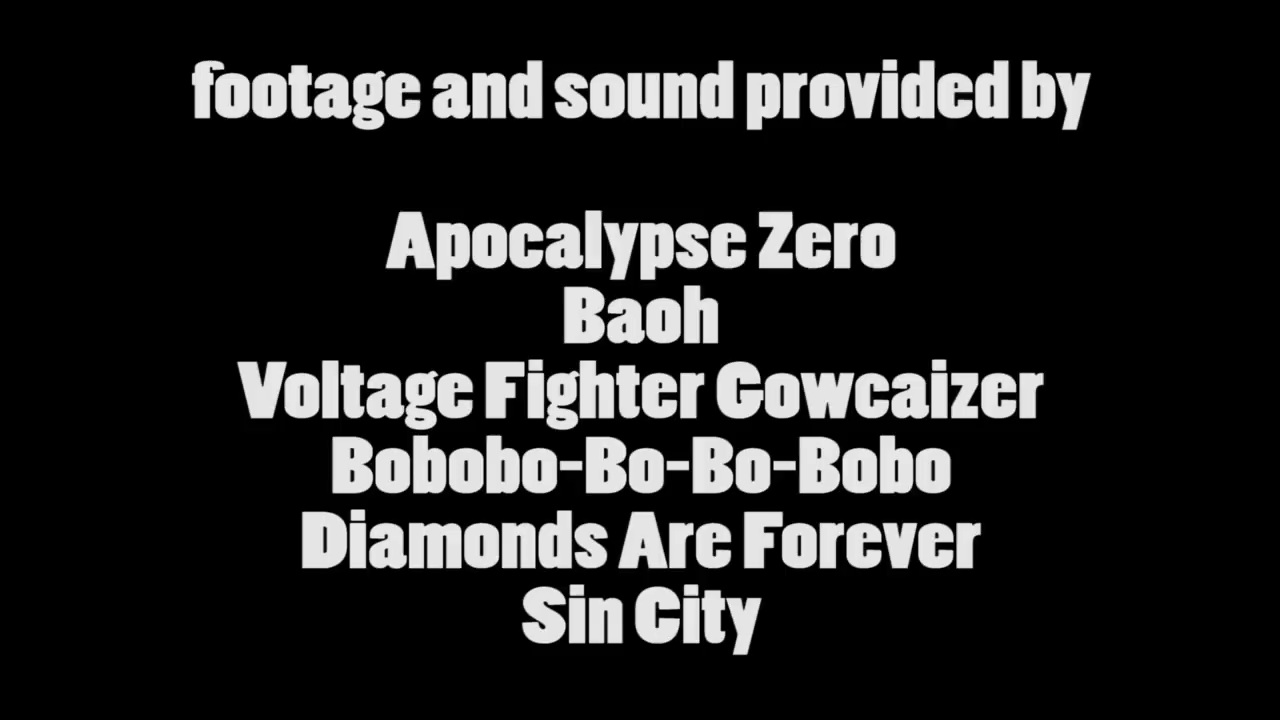 footage and sound provided by
Apocalypse Zero
Baoh
Voltage Fighter Gowcaizer
Bobobo-Bo-Bo-Bobo
Diamonds Are Forever
Sin City